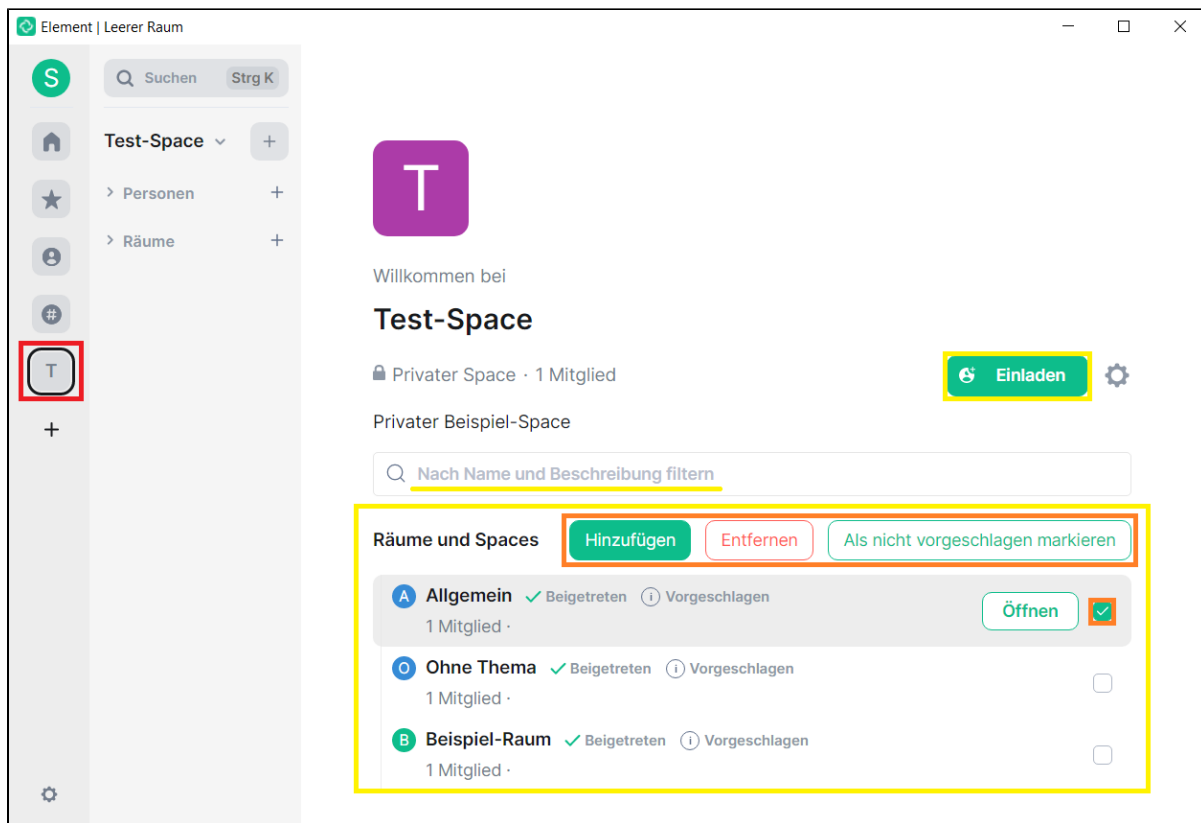 Element | Leerer Raum
S
Suchen Strg K
Test-Space
Personen
Räume
T
T
Willkommen bei
Test-Space
Privater Space · 1 Mitglied
Einladen
Privater Beispiel-Space
Nach Name und Beschreibung filtern
Räume und Spaces Hinzufügen Entfernen Als nicht vorgeschlagen markieren
A Allgemein Beigetreten Vorgeschlagen
1 Mitglied ·
Öffnen
O Ohne Thema Beigetreten Vorgeschlagen
1 Mitglied ·
B Beispiel-Raum Beigetreten Vorgeschlagen
1 Mitglied ·